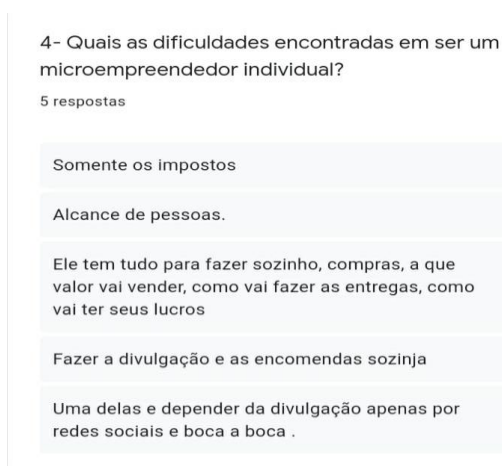 4- Quais as dificuldades encontradas em ser um
microempreendedor individual?
5 respostas
Somente os impostos
Alcance de pessoas.
Ele tem tudo para fazer sozinho, compras, a que
valor vai vender, como vai fazer as entregas, como
vai ter seus lucros
Fazer a divulgação e as encomendas sozinja
Uma delas e depender da divulgação apenas por
redes sociais e boca a boca .